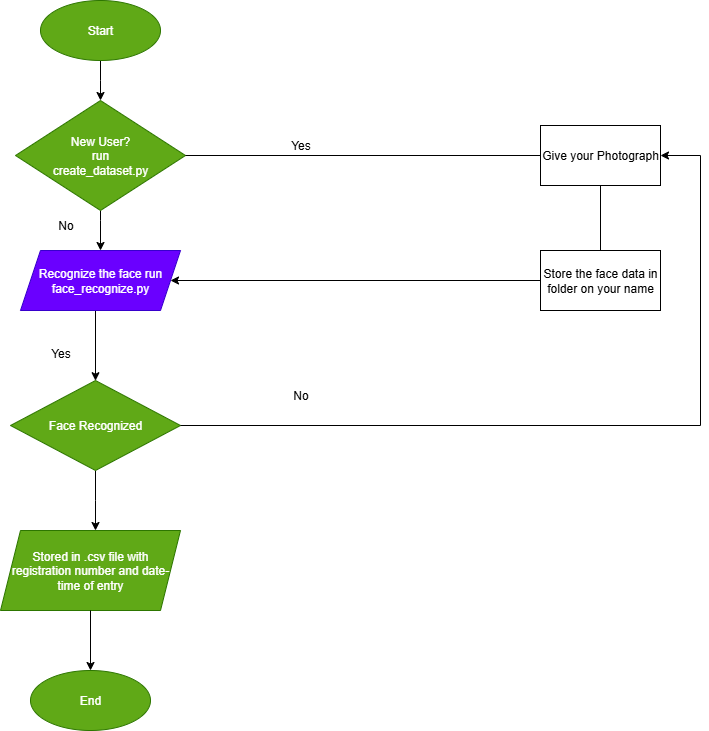 Start
New User?
run
create_dataset.py
Yes
Give your Photograph
No
Recognize the face run
face_recognize.py
Store the face data in
folder on your name
Yes
No
Face Recognized
Stored in .csv file with
registration number and date-
time of entry
End